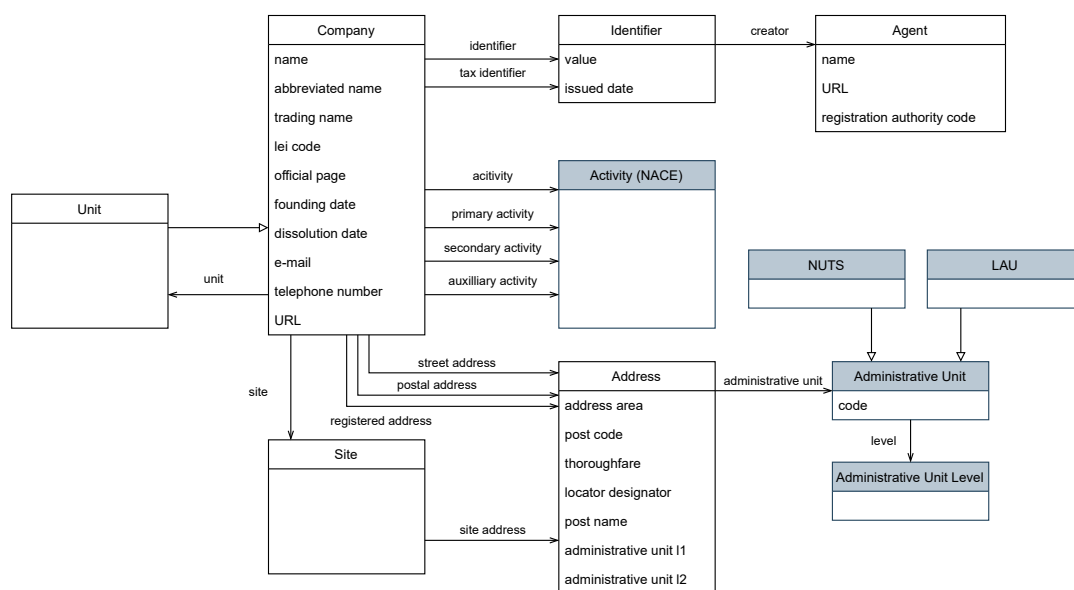 Company
name
abbreviated name
trading name
lei code
official page
founding date
dissolution date
e-mail
telephone number
URL
identifier
tax identifier
Identifier
value
issued date
creator
Agent
name
URL
registration authority code
acitivity
primary activity
secondary activity
auxilliary activity
Activity (NACE)
Unit
unit
NUTS
LAU
street address
postal address
registered address
site
Address
address area
post code
thoroughfare
locator designator
post name
administrative unit l1
administrative unit l2
administrative unit
Administrative Unit
code
level
Administrative Unit Level
Site
site address